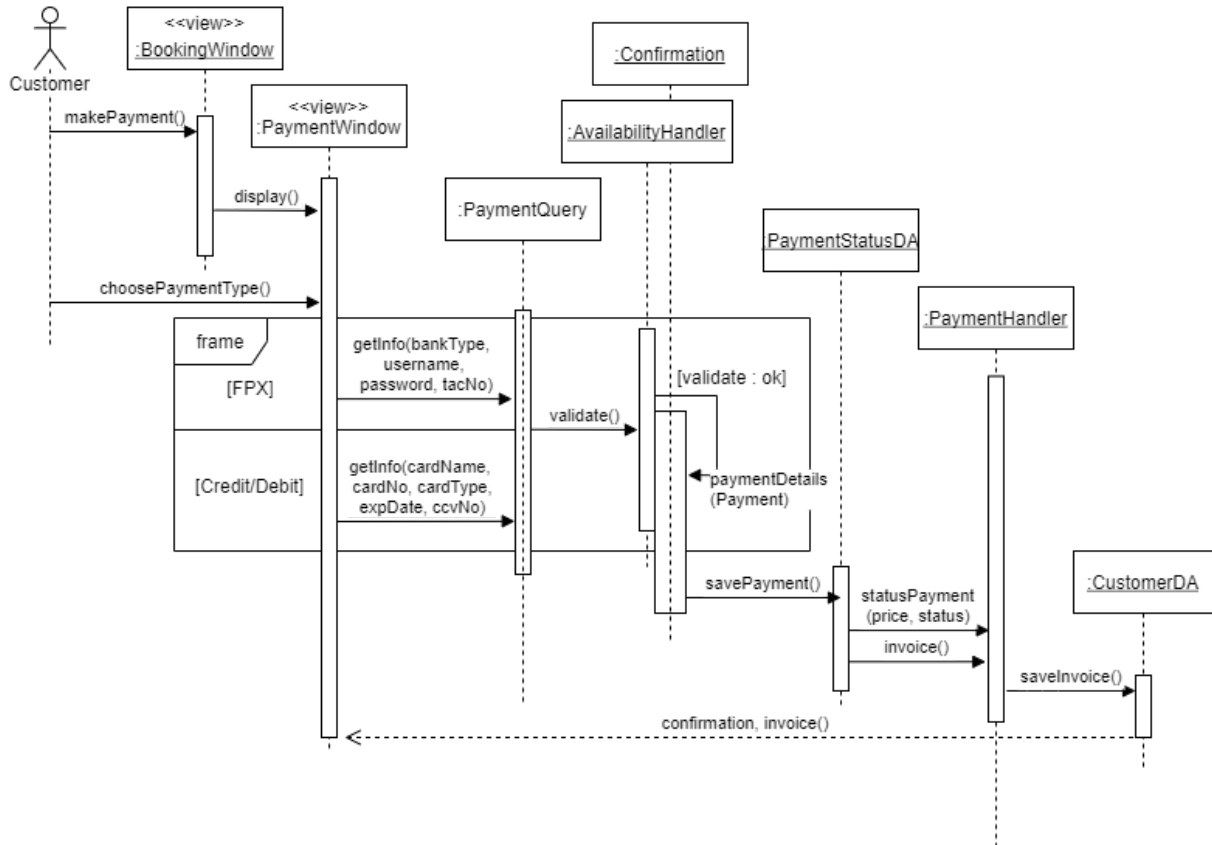 <<view>>
:BookingWindow
:Confirmation
Customer
<<view>>
:PaymentWindow
makePayment()
:AvailabilityHandler
display()
:PaymentQuery
:PaymentStatusDA
choosePaymentType()
:PaymentHandler
frame
getInfo(bankType,
username,
password, tacNo)
[FPX]
[validate : ok]
validate()
getInfo(cardName,
cardNo, cardType,
expDate, ccvNo)
[Credit/Debit]
paymentDetails
(Payment)
savePayment()
:CustomerDA
statusPayment
(price, status)
invoice()
saveInvoice()
confirmation, invoice()